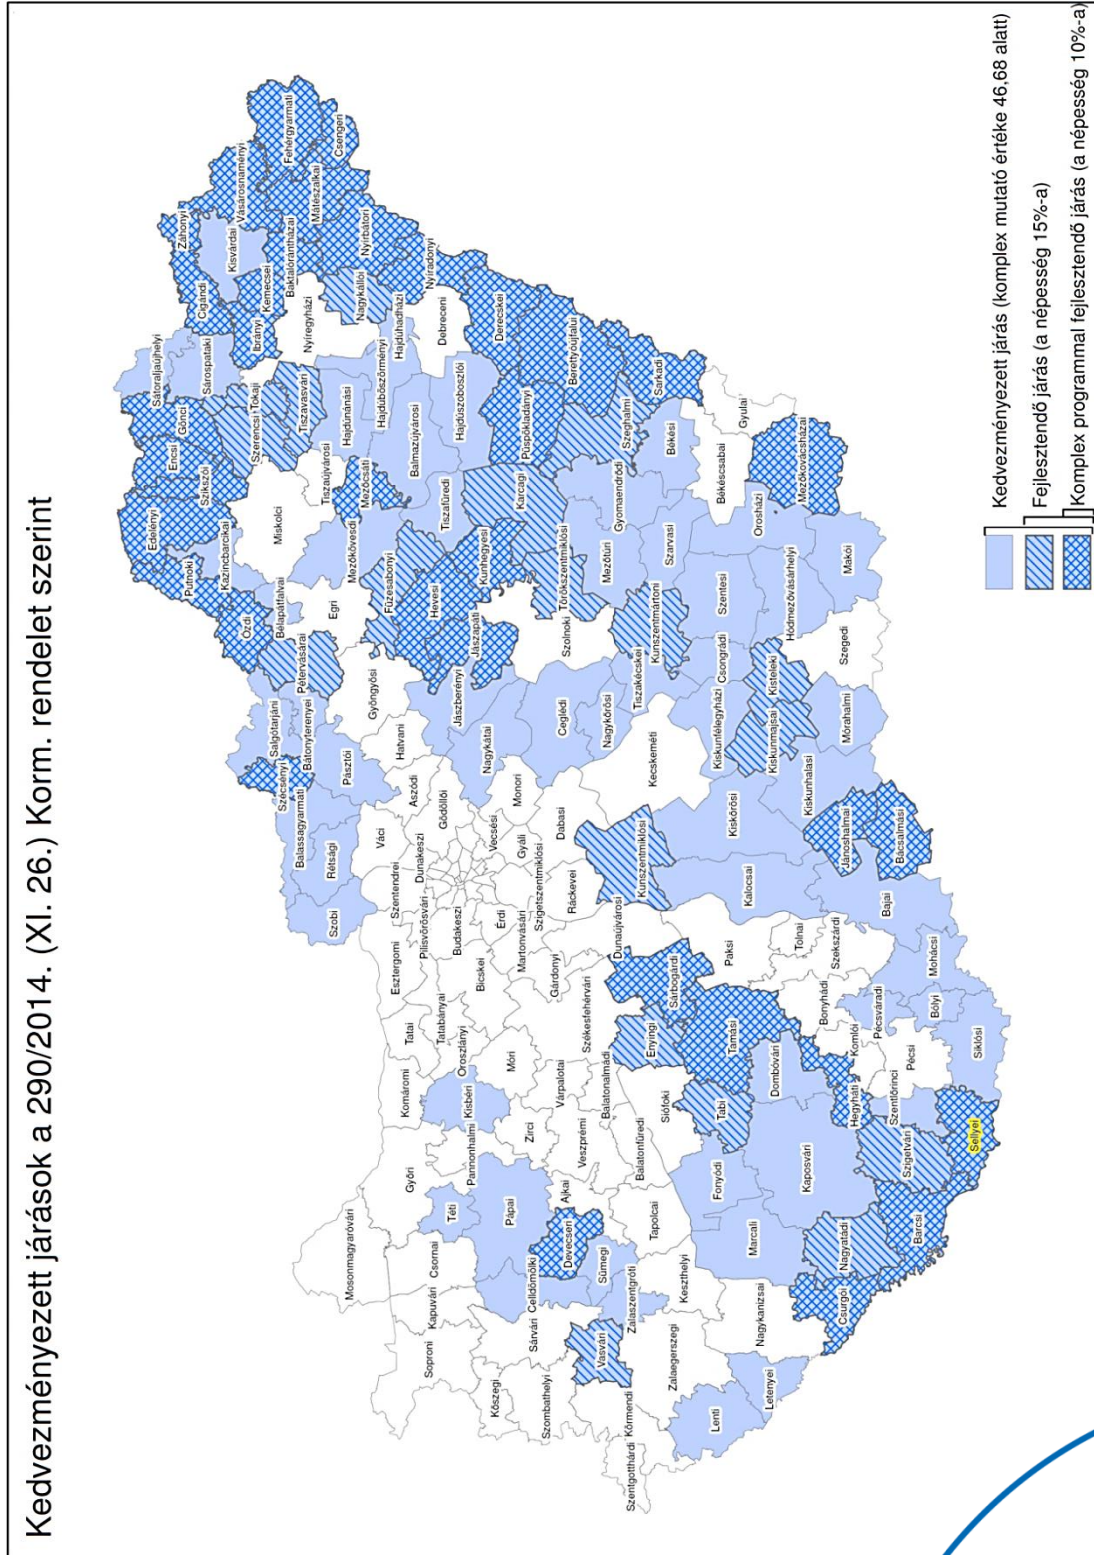 Kedvezményezett járások a 290/2014. (XI. 26.) Korm. rendelet szerint
Mosonmagyaróvári
Soproni
Kapuvári
Csornai
Győri
Téti
Pannonhalmi
Komáromi
Tatai
Esztergomi
Tatabányai
Oroszlányi
Kisbéri
Kőszegi
Szombathelyi
Sárvári
Celldömölki
Pápai
Zirci
Móri
Bicskei
Szentgotthárdi
Körmendi
Vasvári
Devecseri
Ajkai
Sümegi
Veszprémi
Várpalotai
Balatonalmádi
Székesfehérvári
Gárdonyi
Martonvásári
Zalaegerszegi
Zalaszentgróti
Keszthelyi
Tapolcai
Balatonfüredi
Siófoki
Enyingi
Sárbogárdi
Dunaújvárosi
Lenti
Letenyei
Nagykanizsai
Marcali
Fonyódi
Tabi
Tamási
Paksi
Csurgói
Nagyatádi
Kaposvári
Dombóvári
Hegyháti
Bonyhádi
Tolnai
Szekszárdi
Barcsi
Szigetvári
Szentlőrinci
Komlói
Pécsi
Pécsváradi
Mohácsi
Bólyi
Sellyei
Siklósi
Szobi
Rétsági
Balassagyarmati
Szécsényi
Salgótarjáni
Bátonyterenyei
Pásztói
Váci
Szentendrei
Pilisvörösvári
Dunakeszi
Budakeszi
Gödöllői
Aszódi
Hatvani
Gyöngyösi
Érdi
Szigetszentmiklósi
Gyáli
Vecsési
Monori
Ráckevei
Dabasi
Nagykátai
Ceglédi
Nagykőrösi
Jászberényi
Jászapáti
Szolnoki
Kunszentmiklósi
Kecskeméti
Tiszakécskei
Kunszentmártoni
Kalocsai
Kiskőrösi
Kiskunfélegyházi
Csongrádi
Szentesi
Kiskunmajsai
Kisteleki
Kiskunhalasi
Jánoshalmai
Bácsalmási
Bajai
Mórahalmi
Szegedi
Hódmezővásárhelyi
Makói
Orosházi
Mezőkovácsházai
Szarvasi
Mezőtúri
Gyomaendrődi
Békési
Békéscsabai
Gyulai
Sarkadi
Szeghalmi
Törökszentmiklósi
Karcagi
Kunhegyesi
Tiszafüredi
Hevesi
Füzesabonyi
Egri
Pétervásárai
Bélapátfalvai
Ózdi
Putnoki
Kazincbarcikai
Edelényi
Szikszói
Encsi
Gönci
Sátoraljaújhelyi
Sárospataki
Szerencsi
Tokaji
Miskolci
Tiszaújvárosi
Mezőkövesdi
Mezőcsáti
Tiszavasvári
Hajdúnánási
Hajdúböszörményi
Balmazújvárosi
Hajdúhadházi
Hajdúszoboszlói
Debreceni
Püspökladányi
Derecskei
Berettyóújfalui
Nyíradonyi
Nagykállói
Nyíregyházi
Ibrányi
Kemecsei
Cigándi
Záhonyi
Kisvárdai
Vásárosnaményi
Baktalórántházai
Mátészalkai
Nyírbátori
Fehérgyarmati
Csengeri
Kedvezményezett járás (komplex mutató értéke 46,68 alatt)
Fejlesztendő járás (a népesség 15%-a)
Komplex programmal fejlesztendő járás (a népesség 10%-a)